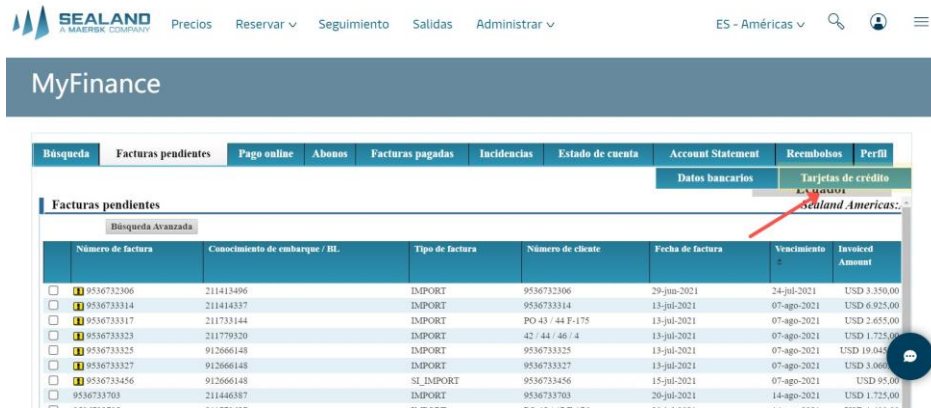 SEALAND
A MAERSK COMPANY
Precios Reservar Seguimiento Salidas Administrar ES - Américas
MyFinance
Búsqueda Facturas pendientes Pago online Abonos Facturas pagadas Incidencias Estado de cuenta Account Statement Reembolsos Perfil
Datos bancarios Tarjetas de crédito
Ecuador
Facturas pendientes Sealand Americas:
Búsqueda Avanzada
Número de factura Conocimiento de embarque / BL Tipo de factura Número de cliente Fecha de factura Vencimiento Invoiced Amount
9536732306 211413496 IMPORT 9536732306 29-jun-2021 24-jul-2021 USD 3.350,00
9536733314 211414337 IMPORT 9536733314 13-jul-2021 07-ago-2021 USD 6.925,00
9536733317 211733144 IMPORT PO 43 / 44 F-175 13-jul-2021 07-ago-2021 USD 2.655,00
9536733323 211779320 IMPORT 42 / 44 / 46 / 4 13-jul-2021 07-ago-2021 USD 1.725,00
9536733325 912666148 IMPORT 9536733325 13-jul-2021 07-ago-2021 USD 19.045
9536733327 912666148 IMPORT 9536733327 13-jul-2021 07-ago-2021 USD 3.060
9536733456 912666148 SI_IMPORT 9536733456 15-jul-2021 07-ago-2021 USD 95,00
9536733703 211446387 IMPORT 9536733703 20-jul-2021 14-ago-2021 USD 1.725,00